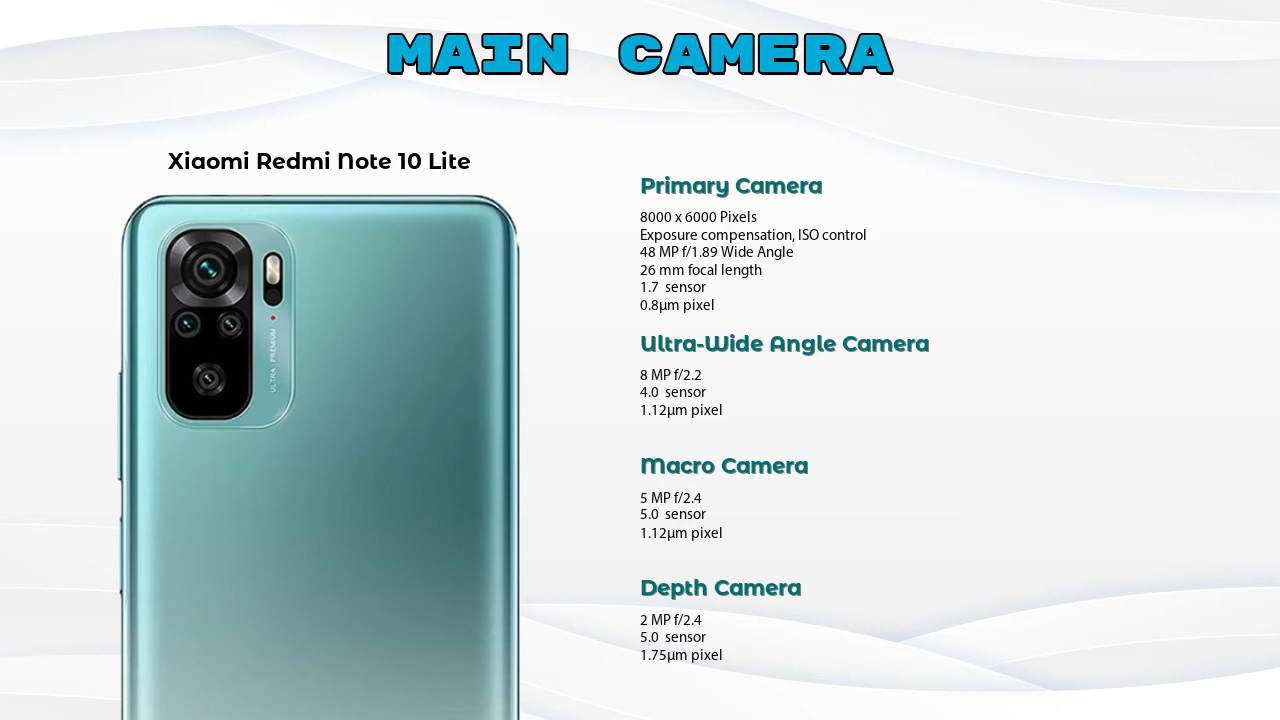 MAIN CAMERA
Xiaomi Redmi Note 10 Lite
ULTRA PREMIUM
Primary Camera
8000 x 6000 Pixels
Exposure compensation, ISO control
48 MP f/1.89 Wide Angle
26 mm focal length
1.7  sensor
0.8µm pixel
Ultra-Wide Angle Camera
8 MP f/2.2
4.0  sensor
1.12µm pixel
Macro Camera
5 MP f/2.4
5.0  sensor
1.12µm pixel
Depth Camera
2 MP f/2.4
5.0  sensor
1.75µm pixel